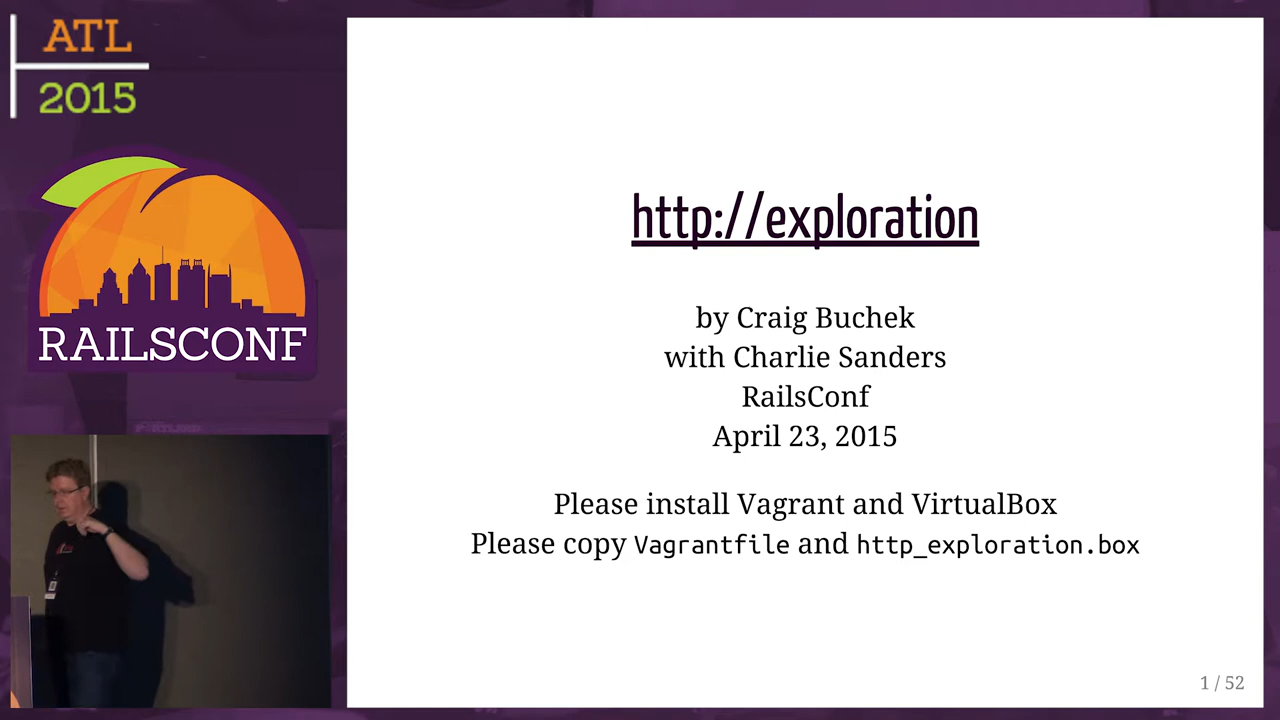 ATL
2015
RAILSCONF
PORTLAND
http://exploration
by Craig Buchek
with Charlie Sanders
RailsConf
April 23, 2015
Please install Vagrant and VirtualBox
Please copy Vagrantfile and http_exploration.box
1 / 52